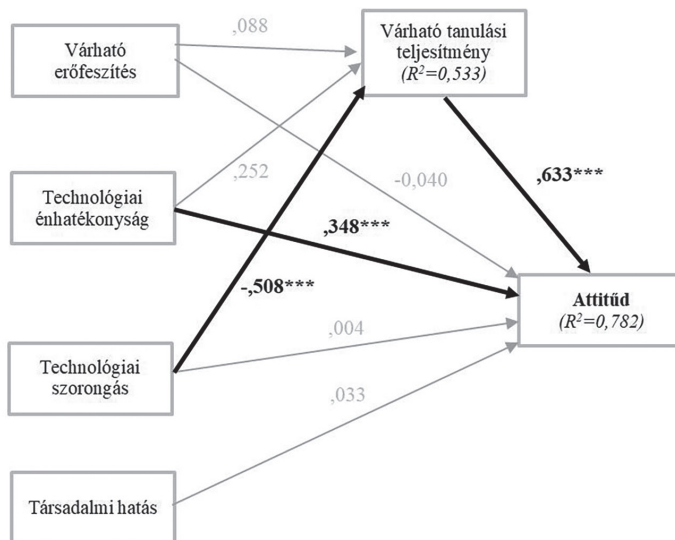 ,088
Várható
erőfeszítés
Várható tanulási
teljesítmény
(R²=0,533)
,252
-0,040
,633***
Technológiai
énhatékonyság
,348***
-,508***
Attitűd
(R²=0,782)
,004
Technológiai
szorongás
,033
Társadalmi hatás